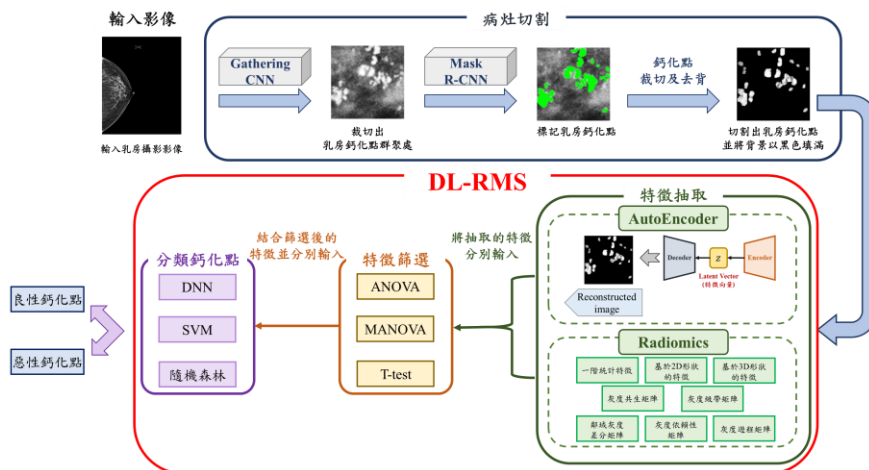 輸入影像
輸入乳房攝影影像
病灶切割
Gathering
CNN
裁切出
乳房鈣化點群聚處
Mask
R-CNN
標記乳房鈣化點
鈣化點
裁切及去背
切割出乳房鈣化點
並將背景以黑色填滿
DL-RMS
特徵抽取
AutoEncoder
Decoder
z
Encoder
Latent Vector
(特徵向量)
Reconstructed
image
Radiomics
一階統計特徵
基於2D形狀
的特徵
基於3D形狀
的特徵
灰度共生矩陣
灰度級帶矩陣
鄰域灰度
差分矩陣
灰度依賴性
矩陣
灰度遊程矩陣
將抽取的特徵
分別輸入
特徵篩選
ANOVA
MANOVA
T-test
結合篩選後的
特徵並分別輸入
分類鈣化點
DNN
SVM
隨機森林
良性鈣化點
惡性鈣化點